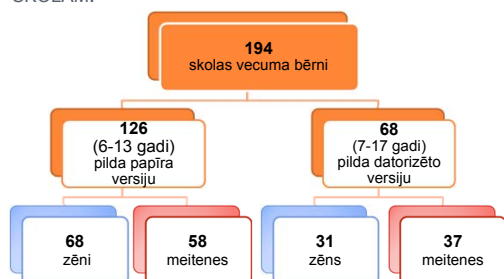 SKOLĀM.
194
skolas vecuma bērni
126
(6-13 gadi)
pilda papīra
versiju
68
(7-17 gadi)
pilda datorizēto
versiju
68
zēni
58
meitenes
31
zēns
37
meitenes